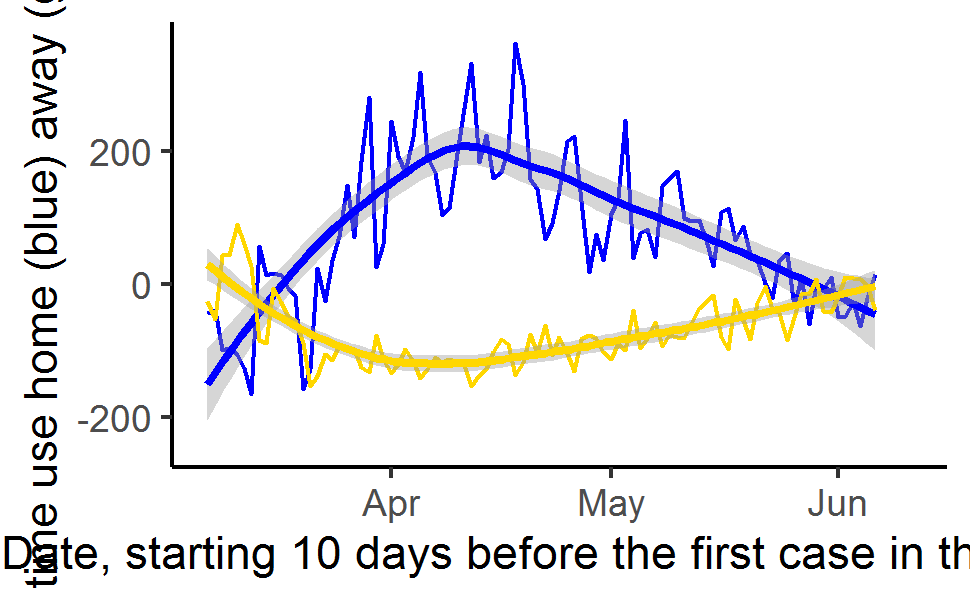 time use home (blue) away (g
200
0
-200
Apr May Jun
Date, starting 10 days before the first case in th